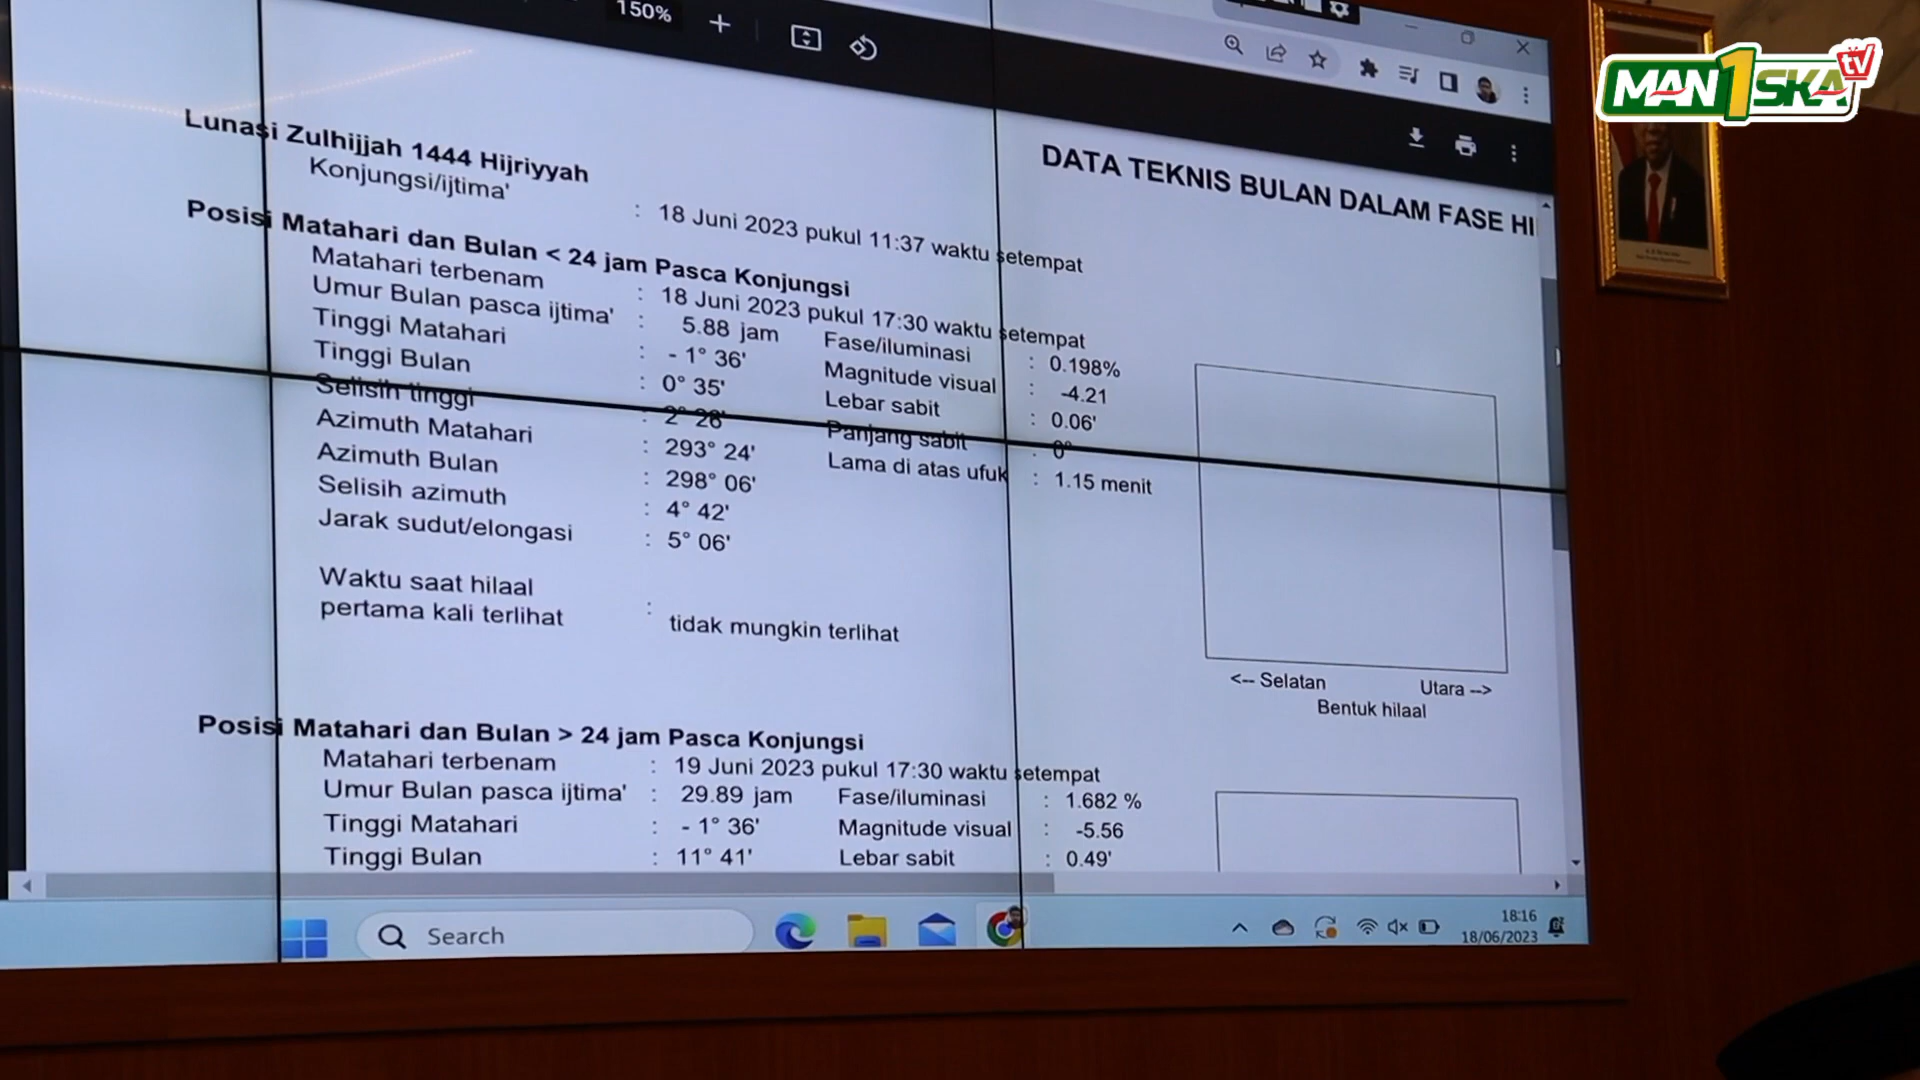 150%
MAN1SKA TV
DATA TEKNIS BULAN DALAM FASE HI
Lunasi Zulhijjah 1444 Hijriyyah
Konjungsi/ijtima' : 18 Juni 2023 pukul 11:37 waktu setempat
Posisi Matahari dan Bulan < 24 jam Pasca Konjungsi
Matahari terbenam : 18 Juni 2023 pukul 17:30 waktu setempat
Umur Bulan pasca ijtima' : 5.88 jam Fase/iluminasi : 0.198%
Tinggi Matahari : - 1° 36' Magnitude visual : -4.21
Tinggi Bulan : 0° 35' Lebar sabit : 0.06'
Selisih tinggi : 2° 26' Panjang sabit : 0°
Azimuth Matahari : 293° 24' Lama di atas ufuk : 1.15 menit
Azimuth Bulan : 298° 06'
Selisih azimuth : 4° 42'
Jarak sudut/elongasi : 5° 06'
Waktu saat hilaal
pertama kali terlihat : tidak mungkin terlihat
<-- Selatan Utara -->
Bentuk hilaal
Posisi Matahari dan Bulan > 24 jam Pasca Konjungsi
Matahari terbenam : 19 Juni 2023 pukul 17:30 waktu setempat
Umur Bulan pasca ijtima' : 29.89 jam Fase/iluminasi : 1.682 %
Tinggi Matahari : - 1° 36' Magnitude visual : -5.56
Tinggi Bulan : 11° 41' Lebar sabit : 0.49'
Search
18:16
18/06/2023